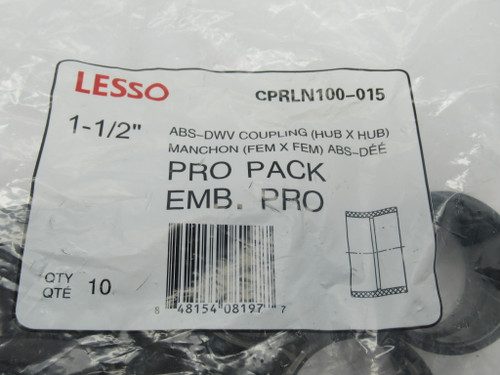 LESSO
CPRLN100-015
1-1/2"
ABS-DWV COUPLING (HUB X HUB)
MANCHON (FEM X FEM) ABS-DÉÉ
PRO PACK
EMB. PRO
QTY
QTÉ 10
8 48154 08197 7